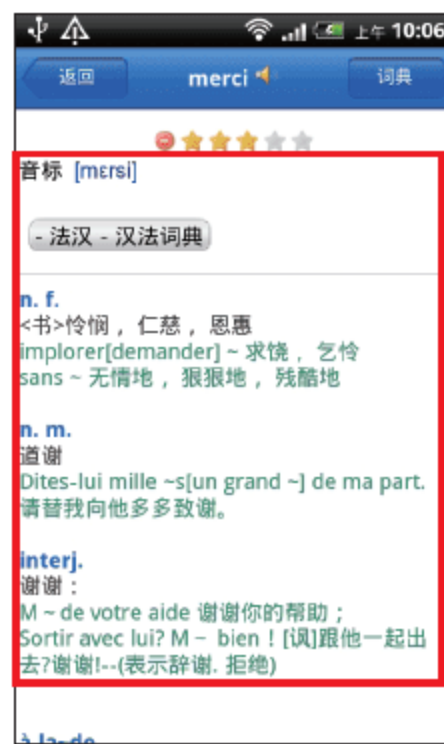 上午 10:06
返回 merci 词典
音标 [mɛrsi]
- 法汉 - 汉法词典
n. f.
<书>怜悯，仁慈，恩惠
implorer[demander] ~ 求饶，乞怜
sans ~ 无情地，狠狠地，残酷地
n. m.
道谢
Dites-lui mille ~s[un grand ~] de ma part.
请替我向他多多致谢。
interj.
谢谢：
M ~ de votre aide 谢谢你的帮助；
Sortir avec lui? M ~ bien ! [讽]跟他一起出
去?谢谢!--(表示辞谢. 拒绝)